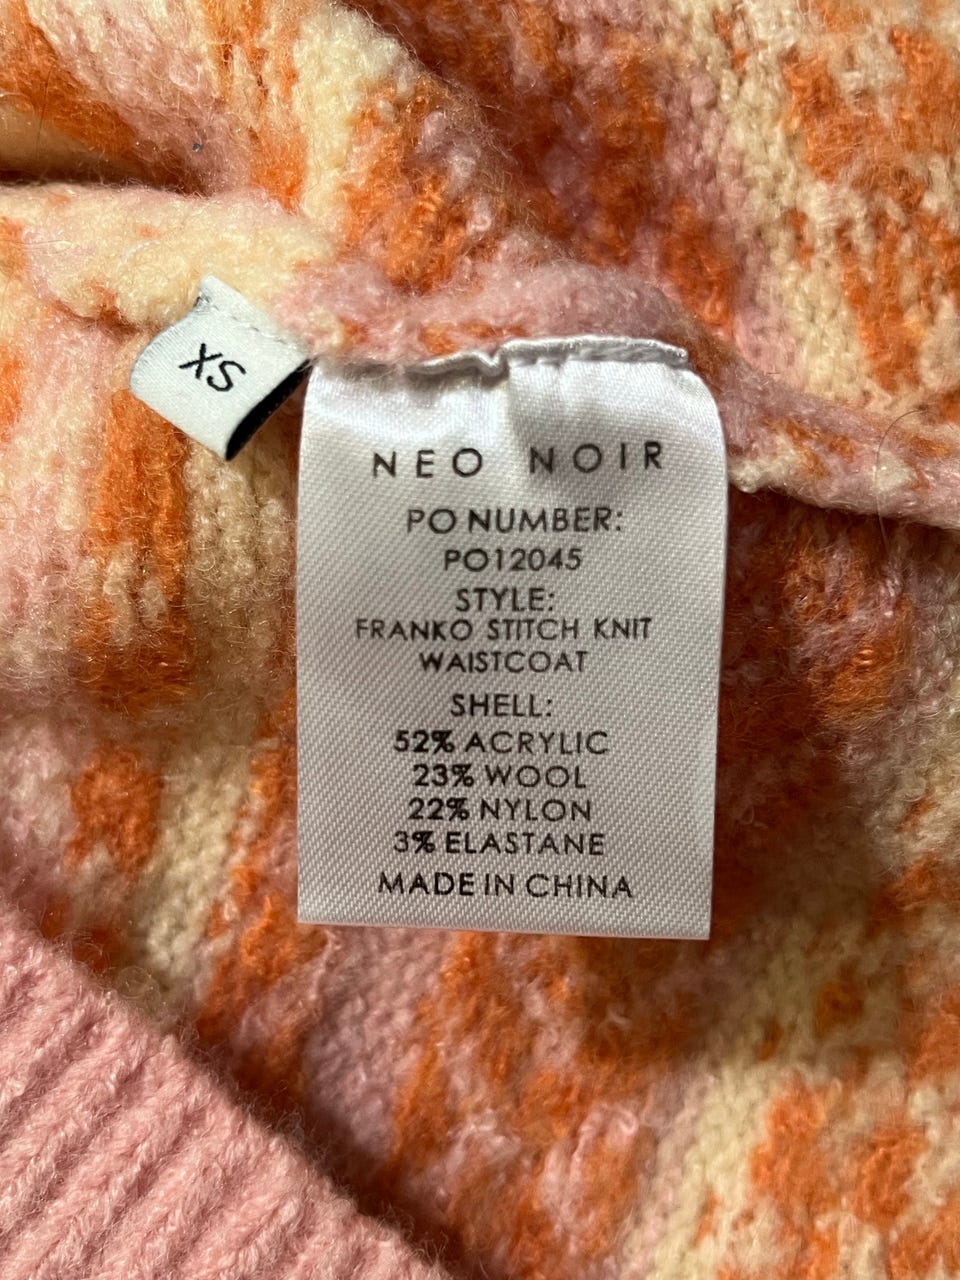 XS
NEO NOIR
PO NUMBER:
PO12045
STYLE:
FRANKO STITCH KNIT
WAISTCOAT
SHELL:
52% ACRYLIC
23% WOOL
22% NYLON
3% ELASTANE
MADE IN CHINA